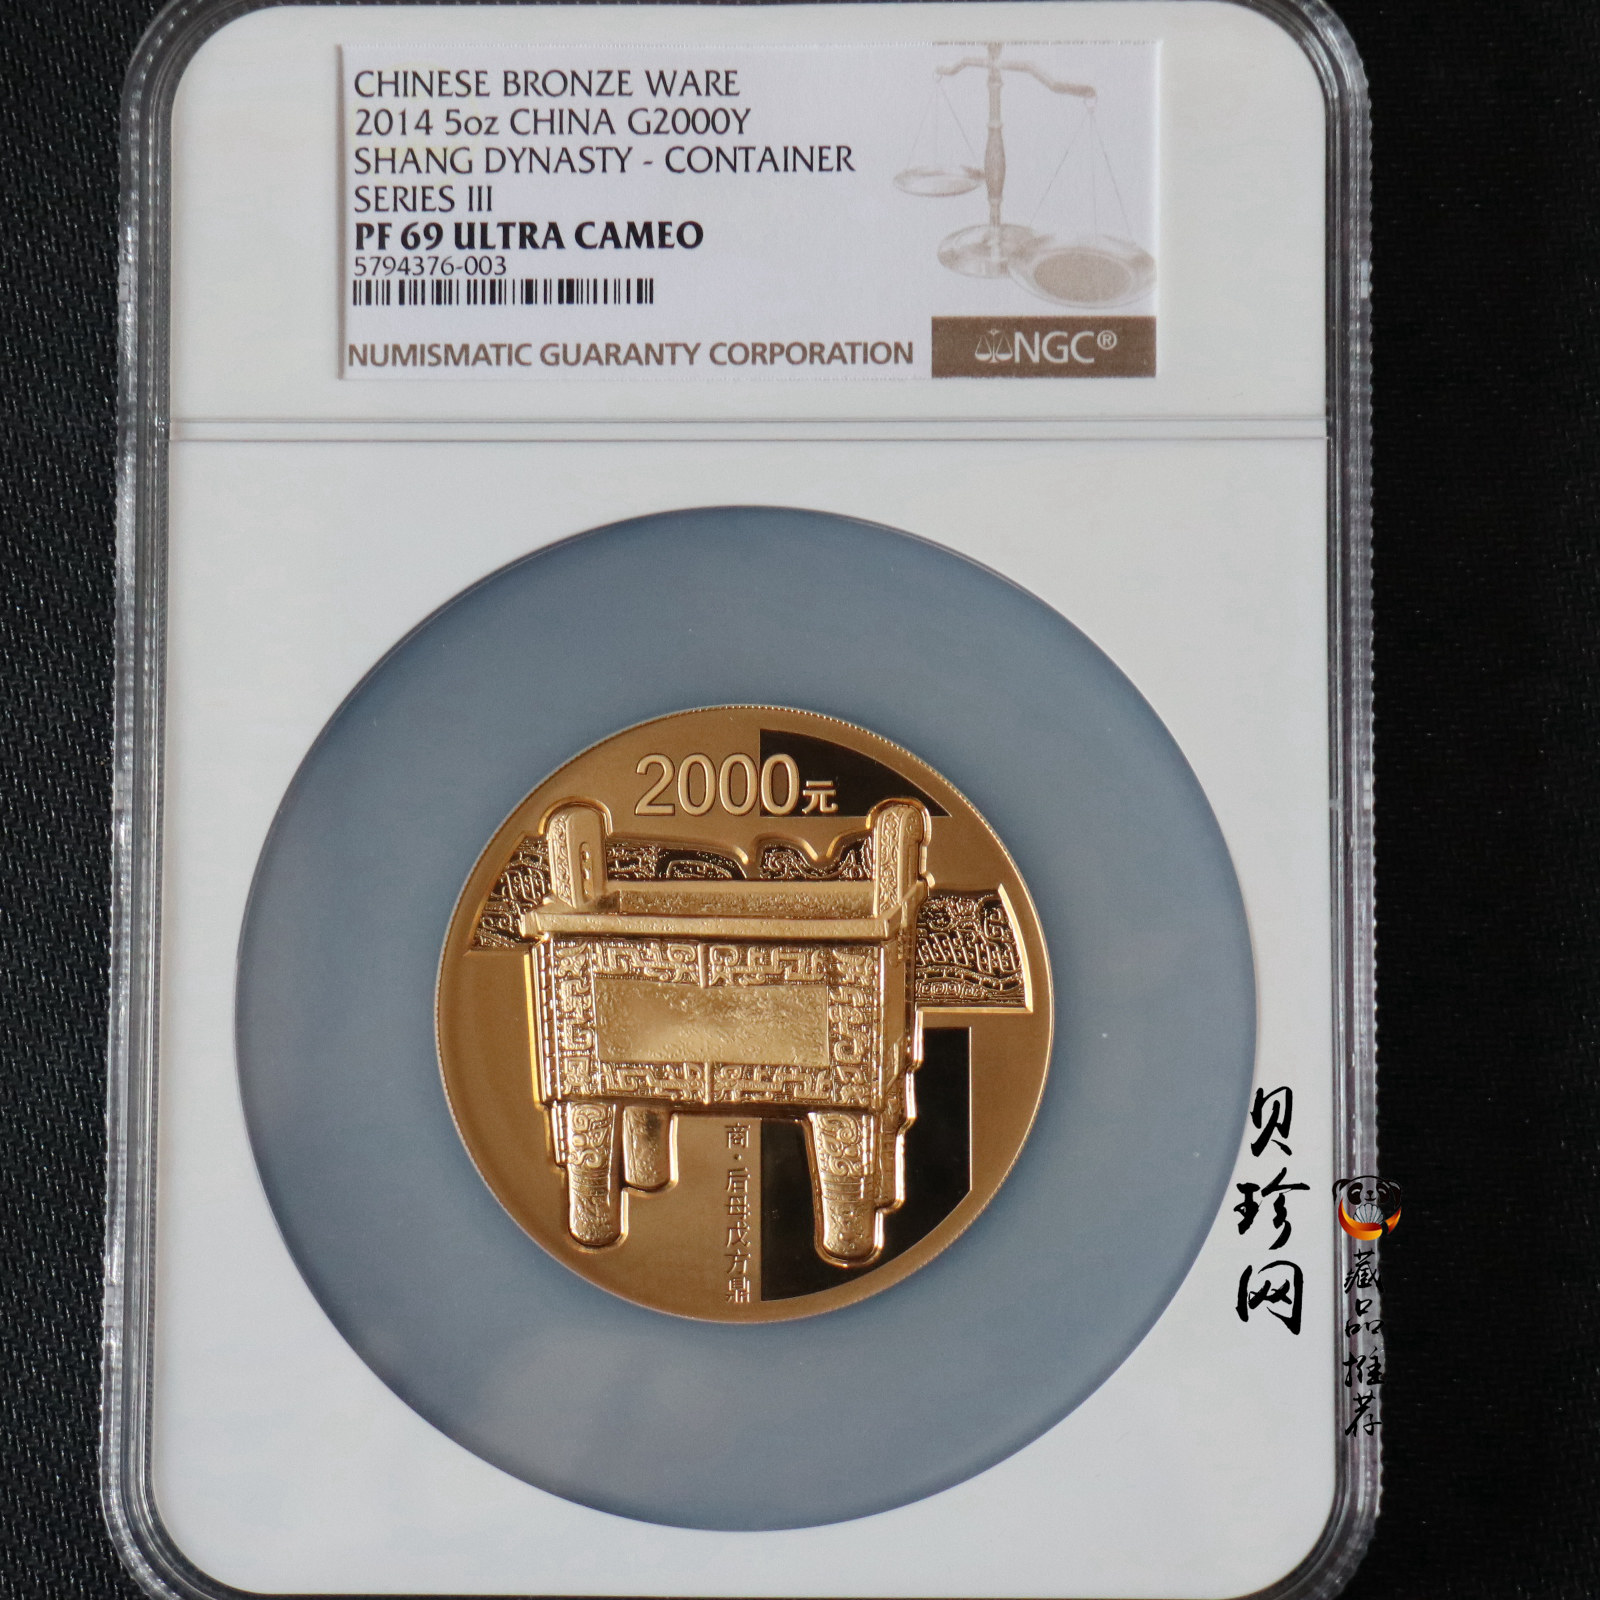 CHINESE BRONZE WARE
2014 5oz CHINA G2000Y
SHANG DYNASTY - CONTAINER
SERIES III
PF 69 ULTRA CAMEO
5794376-003
NUMISMATIC GUARANTY CORPORATION
NGC®
2000元
商·后母戊方鼎
贝珍网
藏品推荐